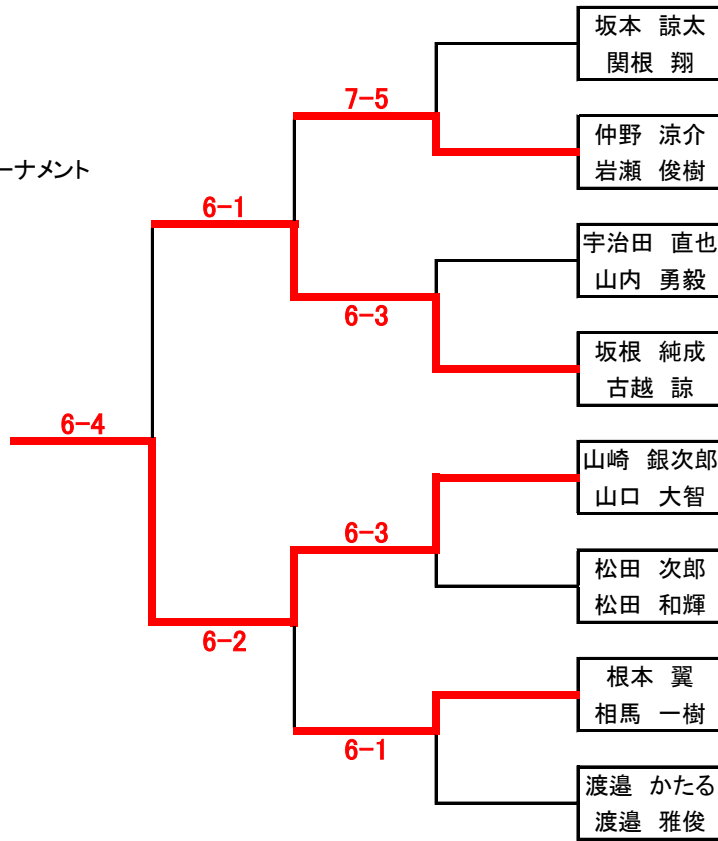 坂本 諒太
関根 翔
7-5
仲野 涼介
岩瀬 俊樹
ーナメント
6-1
宇治田 直也
山内 勇毅
6-3
坂根 純成
古越 諒
6-4
山崎 銀次郎
山口 大智
6-3
松田 次郎
松田 和輝
6-2
根本 翼
相馬 一樹
6-1
渡邉 かたる
渡邉 雅俊